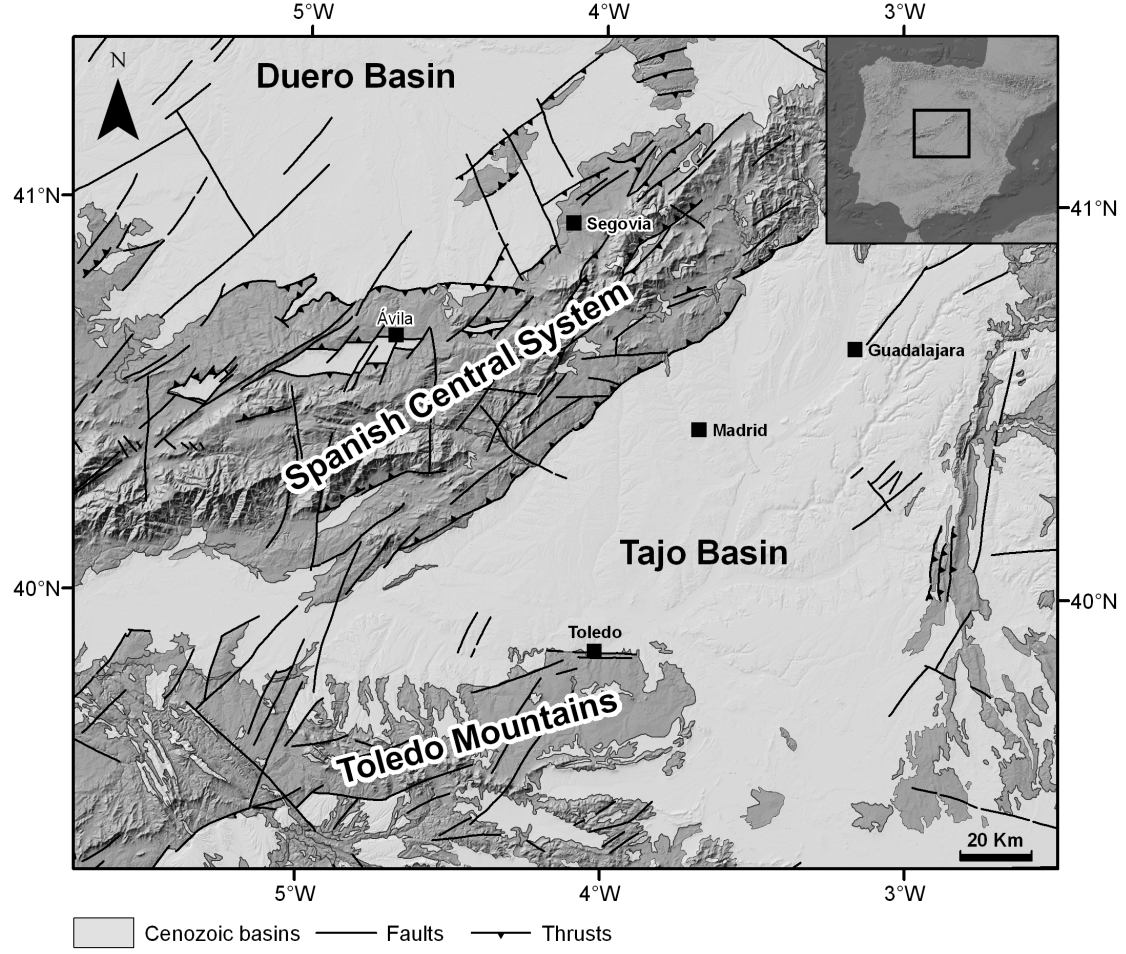 5°W
4°W
3°W
N
Duero Basin
41°N
41°N
Segovia
Ávila
Guadalajara
Spanish Central System
Madrid
Tajo Basin
40°N
40°N
Toledo
Toledo Mountains
20 Km
5°W
4°W
3°W
Cenozoic basins
Faults
Thrusts